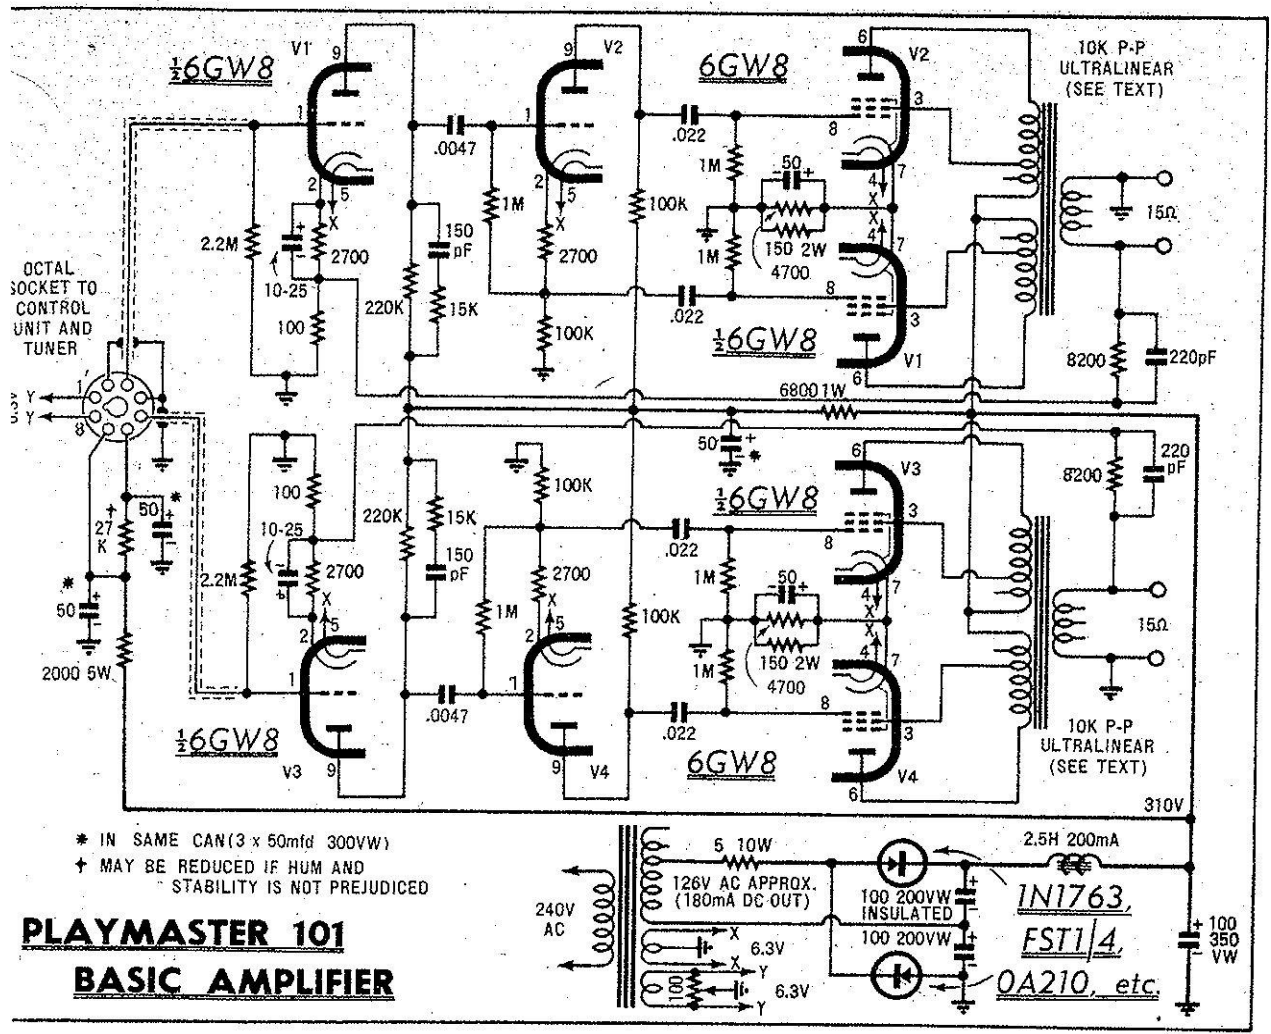 V1 9 V2 9 6 V2 10K P-P
½6GW8 6GW8 ULTRALINEAR
(SEE TEXT)
1 1 3
.0047 .022 8
1M 50
2 5 2 5 4 7
X X X
1M 100K 15Ω
2.2M 150 pF X
2700 2700 150 2W 4 7
1M 4700
OCTAL 10-25 8
SOCKET TO 220K 15K .022 3
CONTROL 100 100K
UNIT AND ½6GW8 8200 220pF
TUNER V1
6
1 6800 1W
Y
Y
8 50 6 V3 220
* pF
100 100K ½6GW8 8200
* 220K 3
† 50 15K
27 10-25 8
K .022
2700 150 2700
2.2M pF 1M 50
* 1M 4 7
50 X X X
2 5 2 5 100K X 15Ω
4 7
150 2W
2000 5W 1M 4700
1 1 8
.0047 .022 3
½6GW8 6GW8 10K P-P
V3 V4 V4 ULTRALINEAR
9 9 6 (SEE TEXT)
310V
* IN SAME CAN (3 x 50mfd 300VW)
† MAY BE REDUCED IF HUM AND
STABILITY IS NOT PREJUDICED
5 10W 2.5H 200mA
126V AC APPROX.
(180mA DC OUT)
100 200VW
INSULATED
1N1763,
240V
AC
100 200VW
FST1/4,
100
350
VW
X
6.3V
X
Y
100 6.3V
Y
OA210, etc.
PLAYMASTER 101
BASIC AMPLIFIER